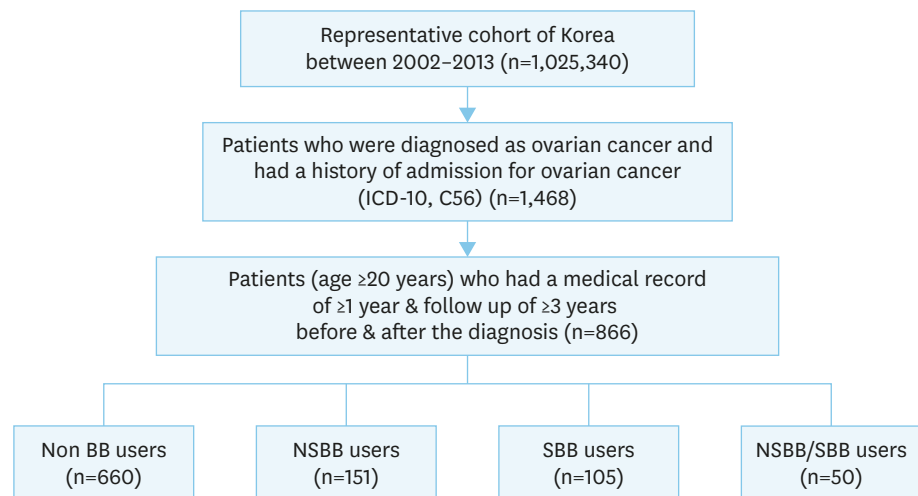 Representative cohort of Korea
between 2002–2013 (n=1,025,340)
Patients who were diagnosed as ovarian cancer and
had a history of admission for ovarian cancer
(ICD-10, C56) (n=1,468)
Patients (age ≥20 years) who had a medical record
of ≥1 year & follow up of ≥3 years
before & after the diagnosis (n=866)
Non BB users
(n=660)
NSBB users
(n=151)
SBB users
(n=105)
NSBB/SBB users
(n=50)